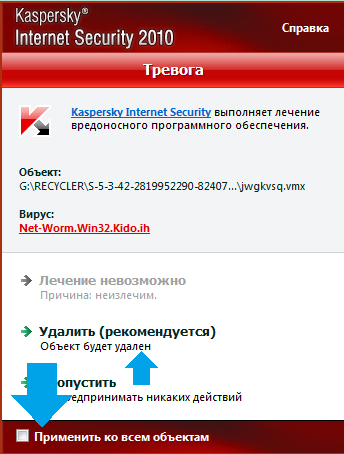 Kaspersky®
Internet Security 2010
Справка
Тревога
Kaspersky Internet Security выполняет лечение
вредоносного программного обеспечения.
Объект:
G:\RECYCLER\S-5-3-42-2819952290-82407...\jwgkvsq.vmx
Вирус:
Net-Worm.Win32.Kido.ih
Лечение невозможно
Причина: неизлечим.
Удалить (рекомендуется)
Объект будет удален
опустить
едпринимать никаких действий
Применить ко всем объектам